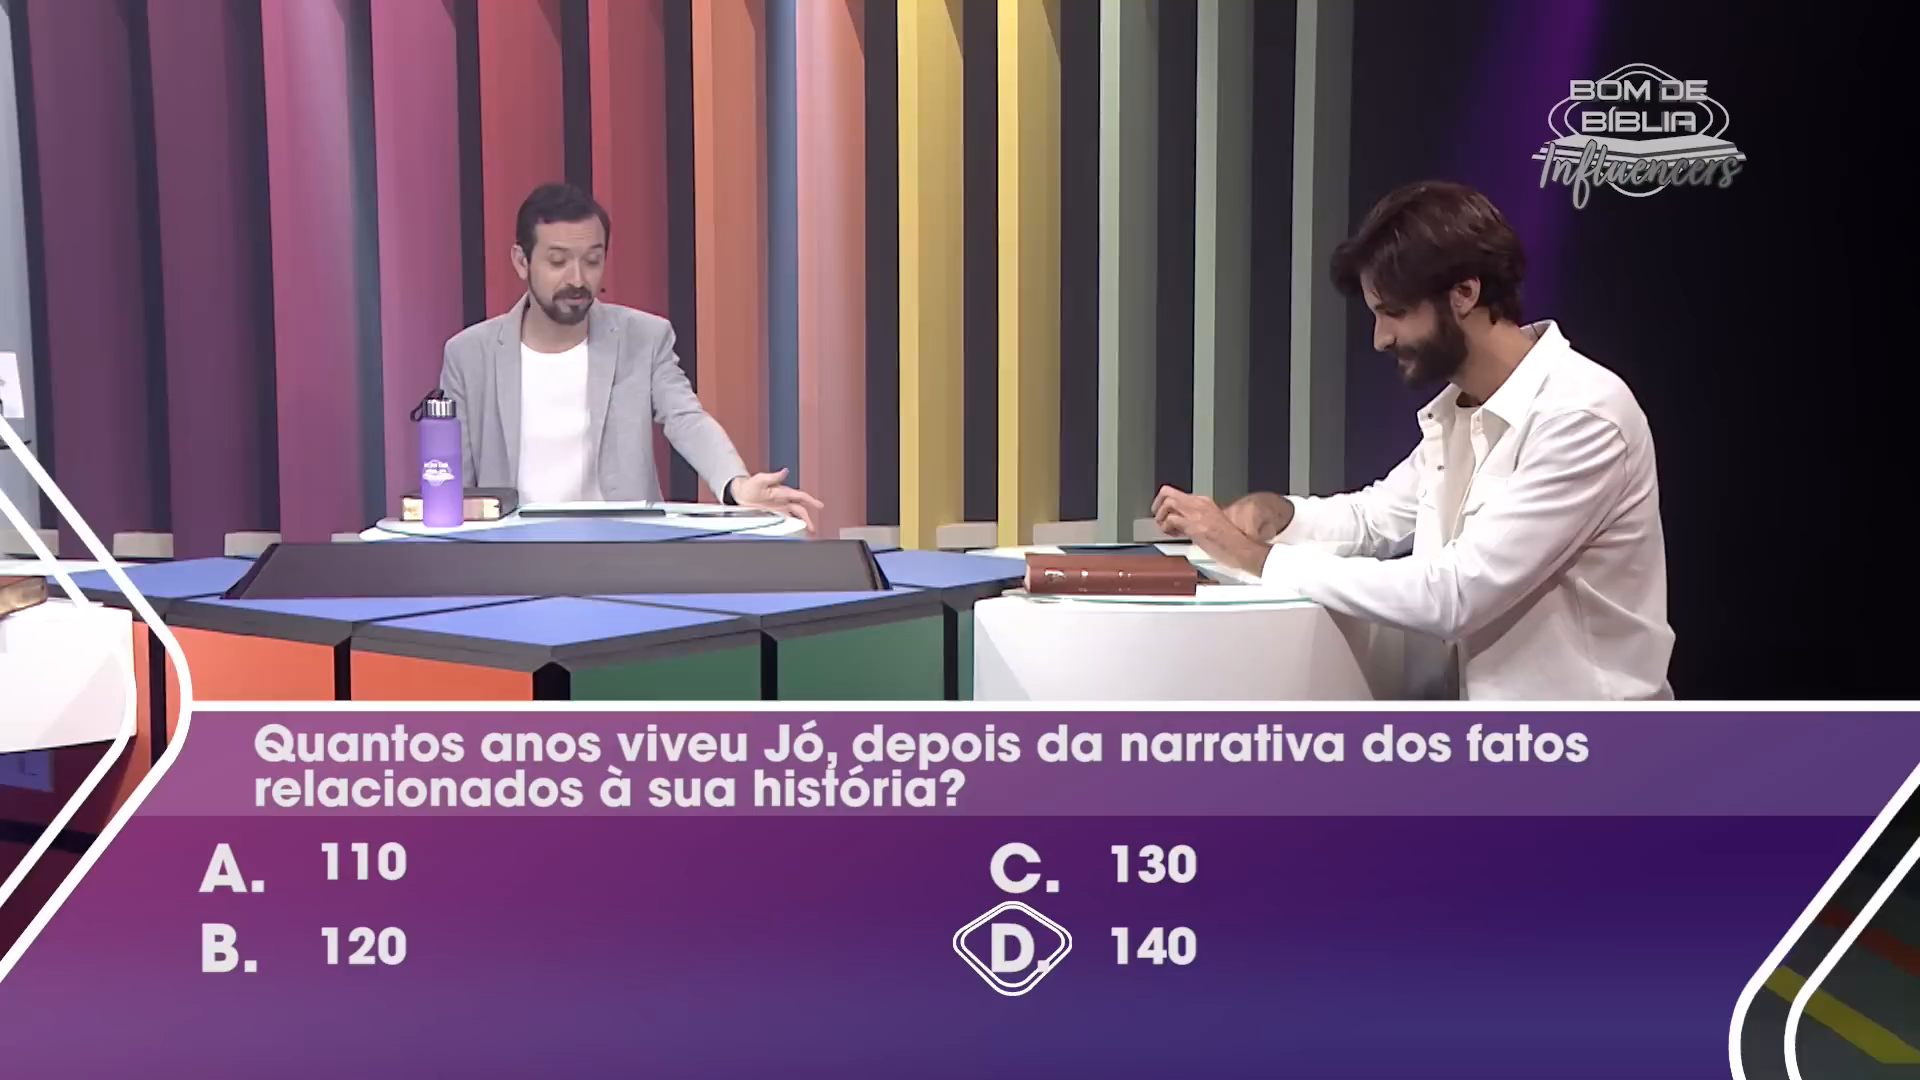 BOM DE
BÍBLIA
Influencers
Quantos anos viveu Jó, depois da narrativa dos fatos
relacionados à sua história?
A. 110
C. 130
B. 120
D. 140